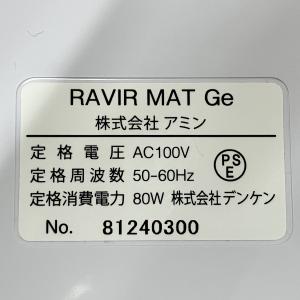 RAVIR MAT Ge
株式会社 アミン
定格電圧 AC100V
定格周波数 50-60Hz
PSE
定格消費電力 80W 株式会社デンケン
No. 81240300